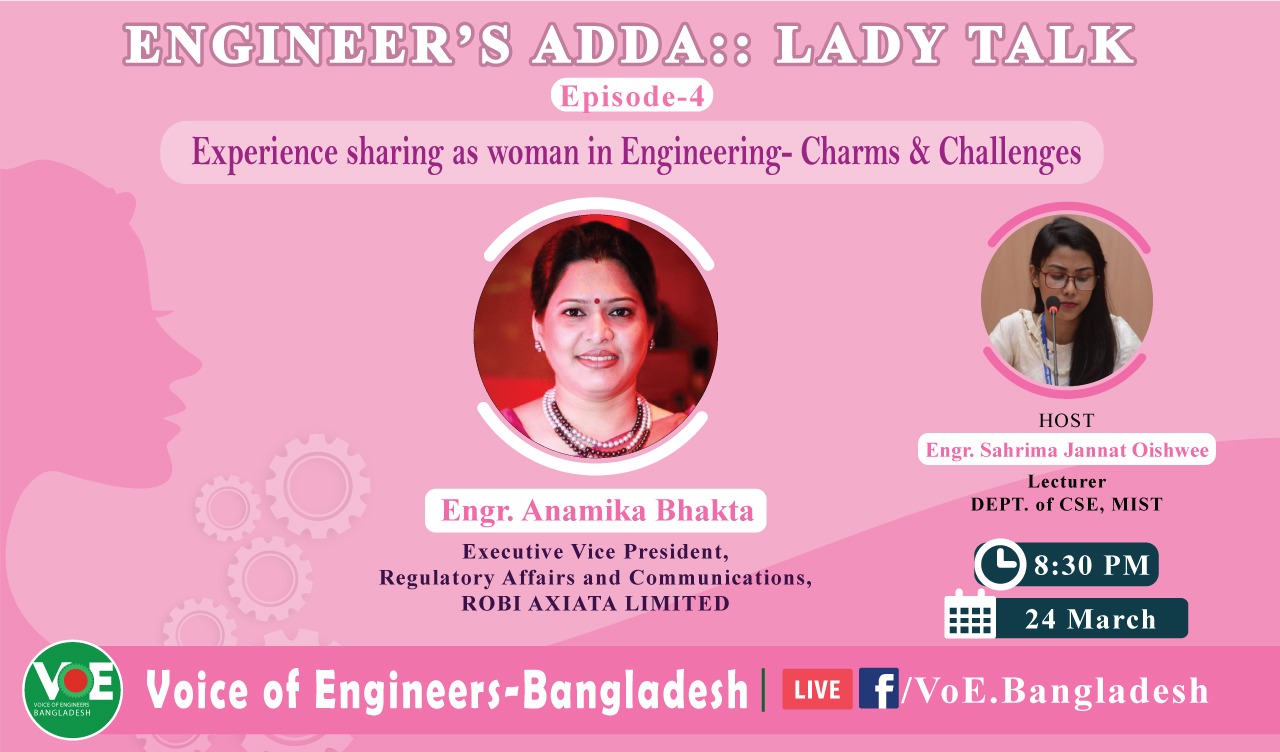 ENGINEER'S ADDA:: LADY TALK
Episode-4
Experience sharing as woman in Engineering- Charms & Challenges
Engr. Anamika Bhakta
Executive Vice President,
Regulatory Affairs and Communications,
ROBI AXIATA LIMITED
HOST
Engr. Sahrima Jannat Oishwee
Lecturer
DEPT. of CSE, MIST
8:30 PM
24 March
VOE
VOICE OF ENGINEERS
BANGLADESH
Voice of Engineers-Bangladesh
LIVE f/VoE.Bangladesh